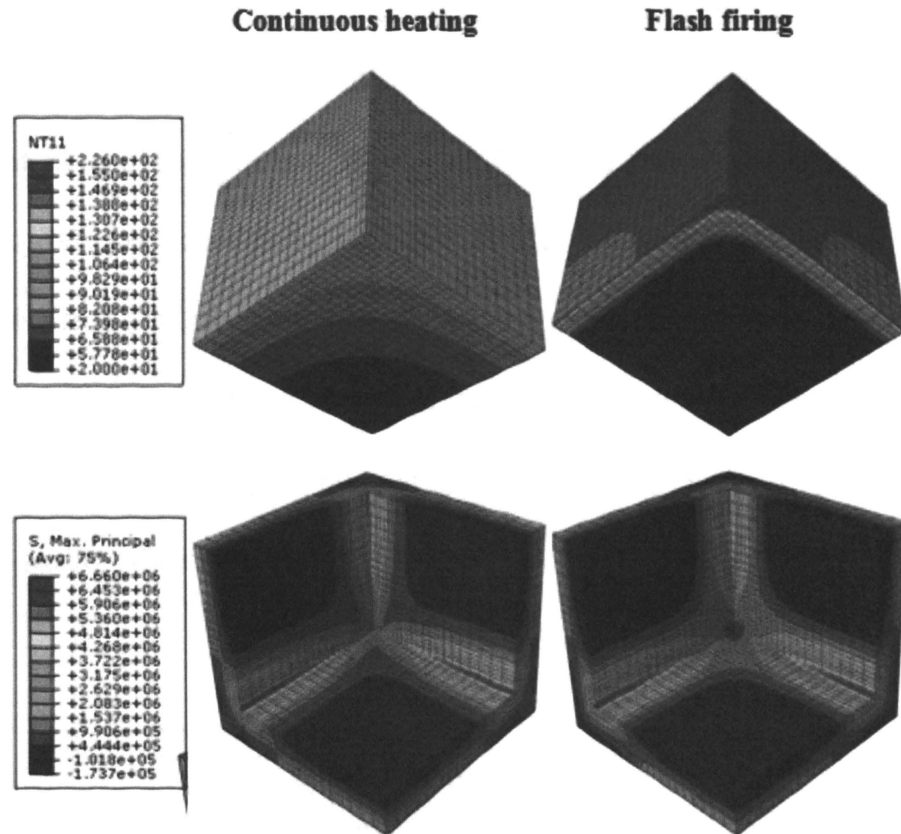 Continuous heating
Flash firing
NT11
+2.260e+02
+1.550e+02
+1.469e+02
+1.388e+02
+1.307e+02
+1.226e+02
+1.145e+02
+1.064e+02
+9.829e+01
+9.019e+01
+8.208e+01
+7.398e+01
+6.588e+01
+5.778e+01
+2.000e+01
S, Max. Principal
(Avg: 75%)
+6.660e+06
+6.453e+06
+5.906e+06
+5.360e+06
+4.814e+06
+4.268e+06
+3.722e+06
+3.175e+06
+2.629e+06
+2.083e+06
+1.537e+06
+9.906e+05
+4.444e+05
-1.018e+05
-1.737e+05